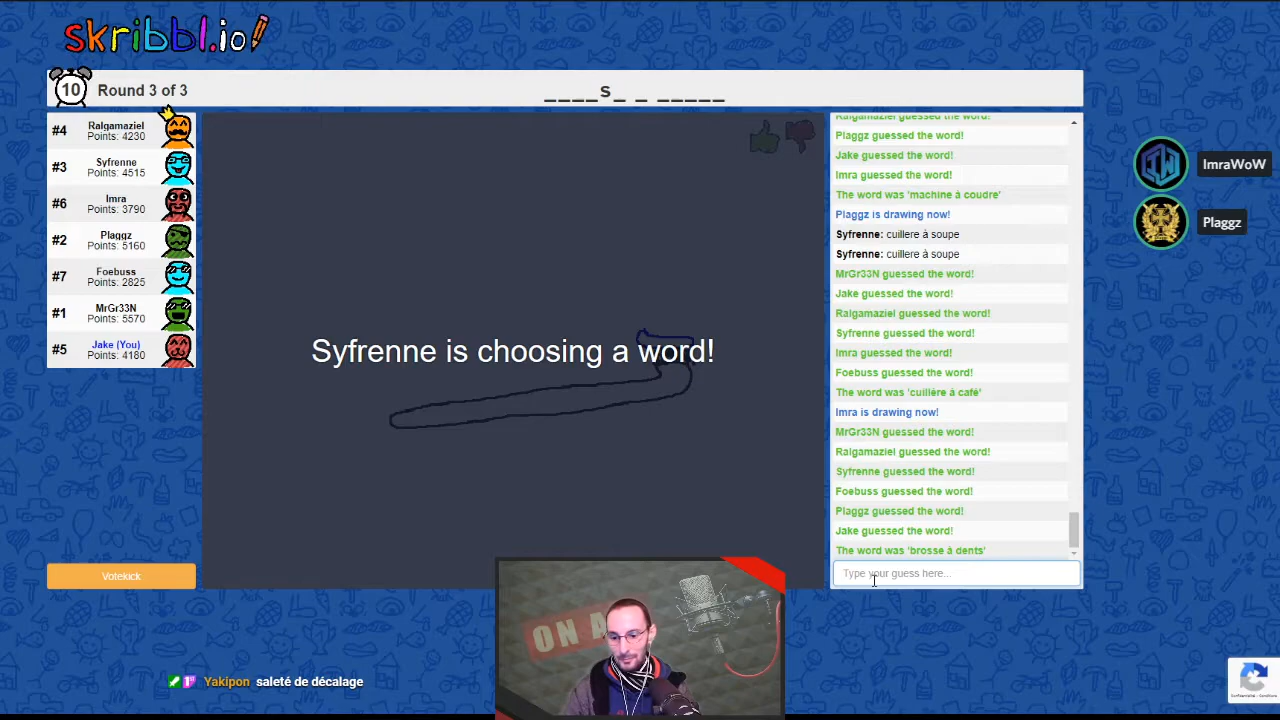 skribbl.io!
10
Round 3 of 3
____s_ _ _____
#4 Ralgamaziel
Points: 4230
#3 Syfrenne
Points: 4515
#6 Imra
Points: 3790
#2 Plaggz
Points: 5160
#7 Foebuss
Points: 2825
#1 MrGr33N
Points: 5570
#5 Jake (You)
Points: 4180
Votekick
Syfrenne is choosing a word!
Ralgamaziel guessed the word!
Plaggz guessed the word!
Jake guessed the word!
Imra guessed the word!
The word was 'machine à coudre'
Plaggz is drawing now!
Syfrenne: cuillere à soupe
Syfrenne: cuillere à soupe
MrGr33N guessed the word!
Jake guessed the word!
Ralgamaziel guessed the word!
Syfrenne guessed the word!
Imra guessed the word!
Foebuss guessed the word!
The word was 'cuillère à café'
Imra is drawing now!
MrGr33N guessed the word!
Ralgamaziel guessed the word!
Syfrenne guessed the word!
Foebuss guessed the word!
Plaggz guessed the word!
Jake guessed the word!
The word was 'brosse à dents'
Type your guess here...
ImraWoW
Plaggz
ON A
Yakipon saleté de décalage